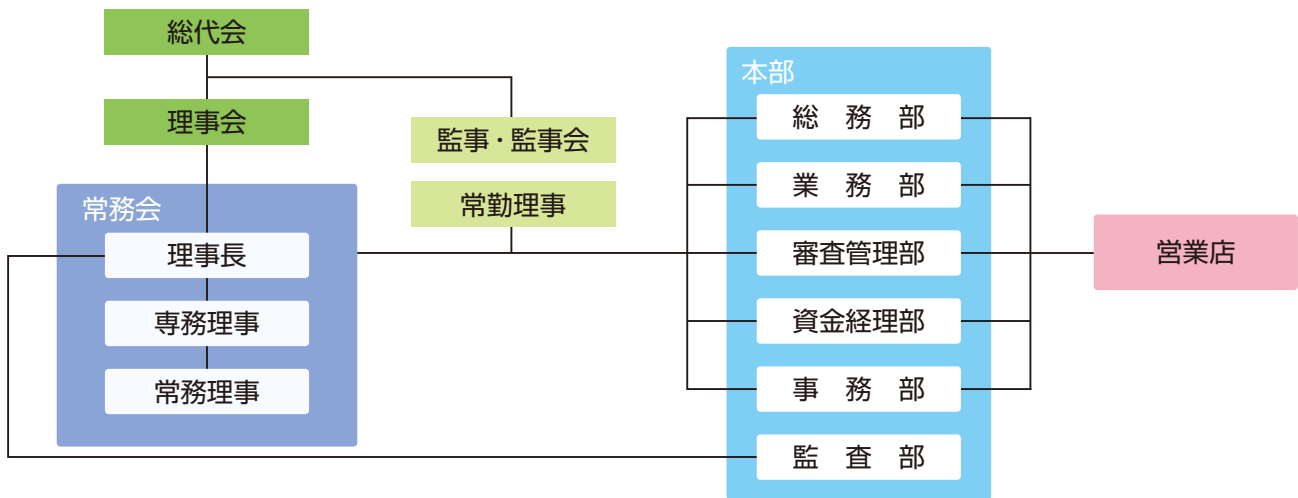 総代会
理事会
監事・監事会
常勤理事
常務会
理事長
専務理事
常務理事
本部
総　務　部
業　務　部
審査管理部
資金経理部
事　務　部
監　査　部
営業店